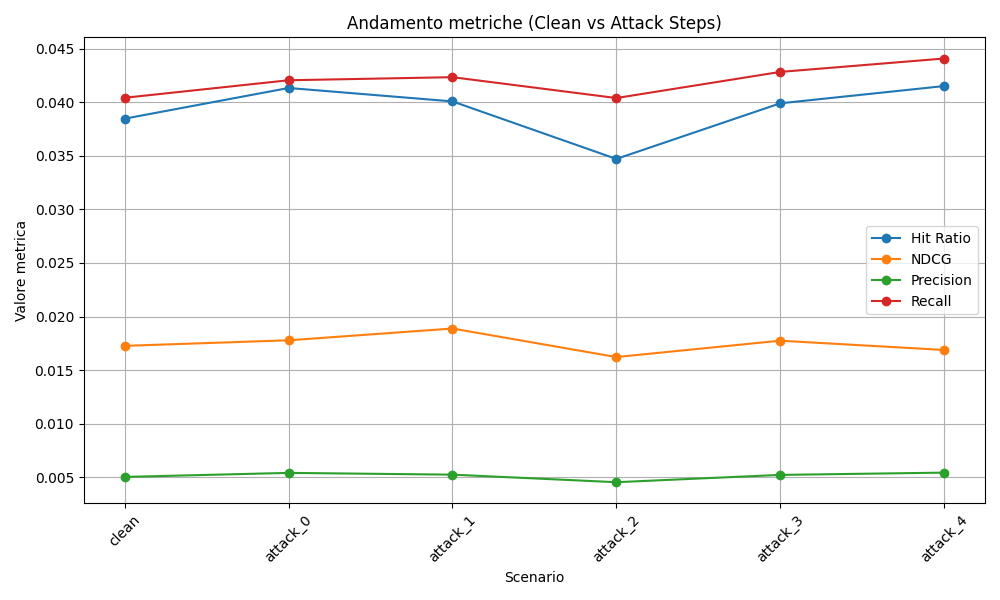 Andamento metriche (Clean vs Attack Steps)
Valore metrica
0.045
0.040
0.035
0.030
0.025
0.020
0.015
0.010
0.005
Hit Ratio
NDCG
Precision
Recall
clean
attack_0
attack_1
attack_2
attack_3
attack_4
Scenario